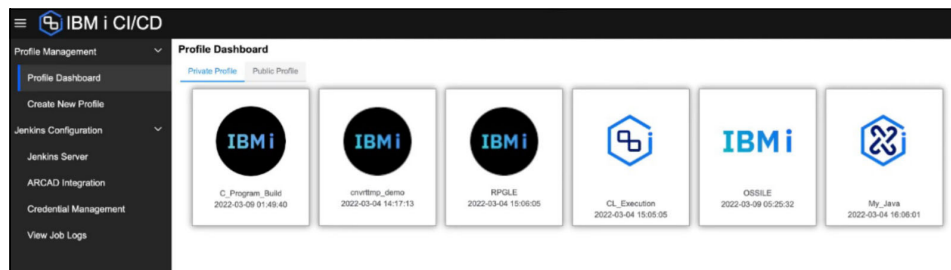 IBM i CI/CD
Profile Management
Profile Dashboard
Create New Profile
Jenkins Configuration
Jenkins Server
ARCAD Integration
Credential Management
View Job Logs
Profile Dashboard
Private Profile Public Profile
IBM i
C_Program_Build
2022-03-09 01:49:40
IBM i
cnvrttmp_demo
2022-03-04 14:17:13
IBM i
RPGLE
2022-03-04 15:06:05
CL_Execution
2022-03-04 15:05:05
IBM i
OSSILE
2022-03-09 05:25:32
My_Java
2022-03-04 16:06:01